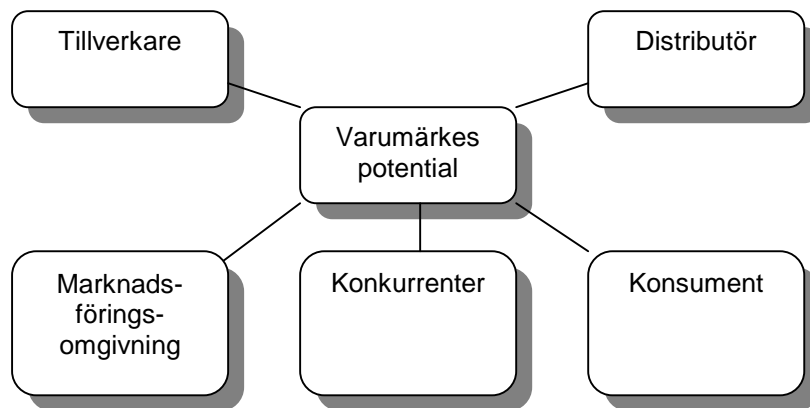 Tillverkare
Distributör
Varumärkes
potential
Marknads-
förings-
omgivning
Konkurrenter
Konsument